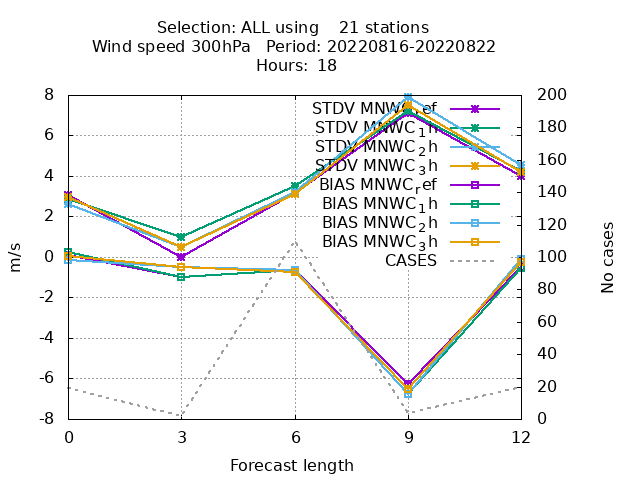 Selection: ALL using 21 stations
Wind speed 300hPa Period: 20220816-20220822
Hours: 18
8
6
4
2
0
-2
-4
-6
-8
m/s
200
180
160
140
120
100
80
60
40
20
0
No cases
STDV MNWC_ref
STDV MNWC_1h
STDV MNWC_2h
STDV MNWC_3h
BIAS MNWC_ref
BIAS MNWC_1h
BIAS MNWC_2h
BIAS MNWC_3h
CASES
0 3 6 9 12
Forecast length